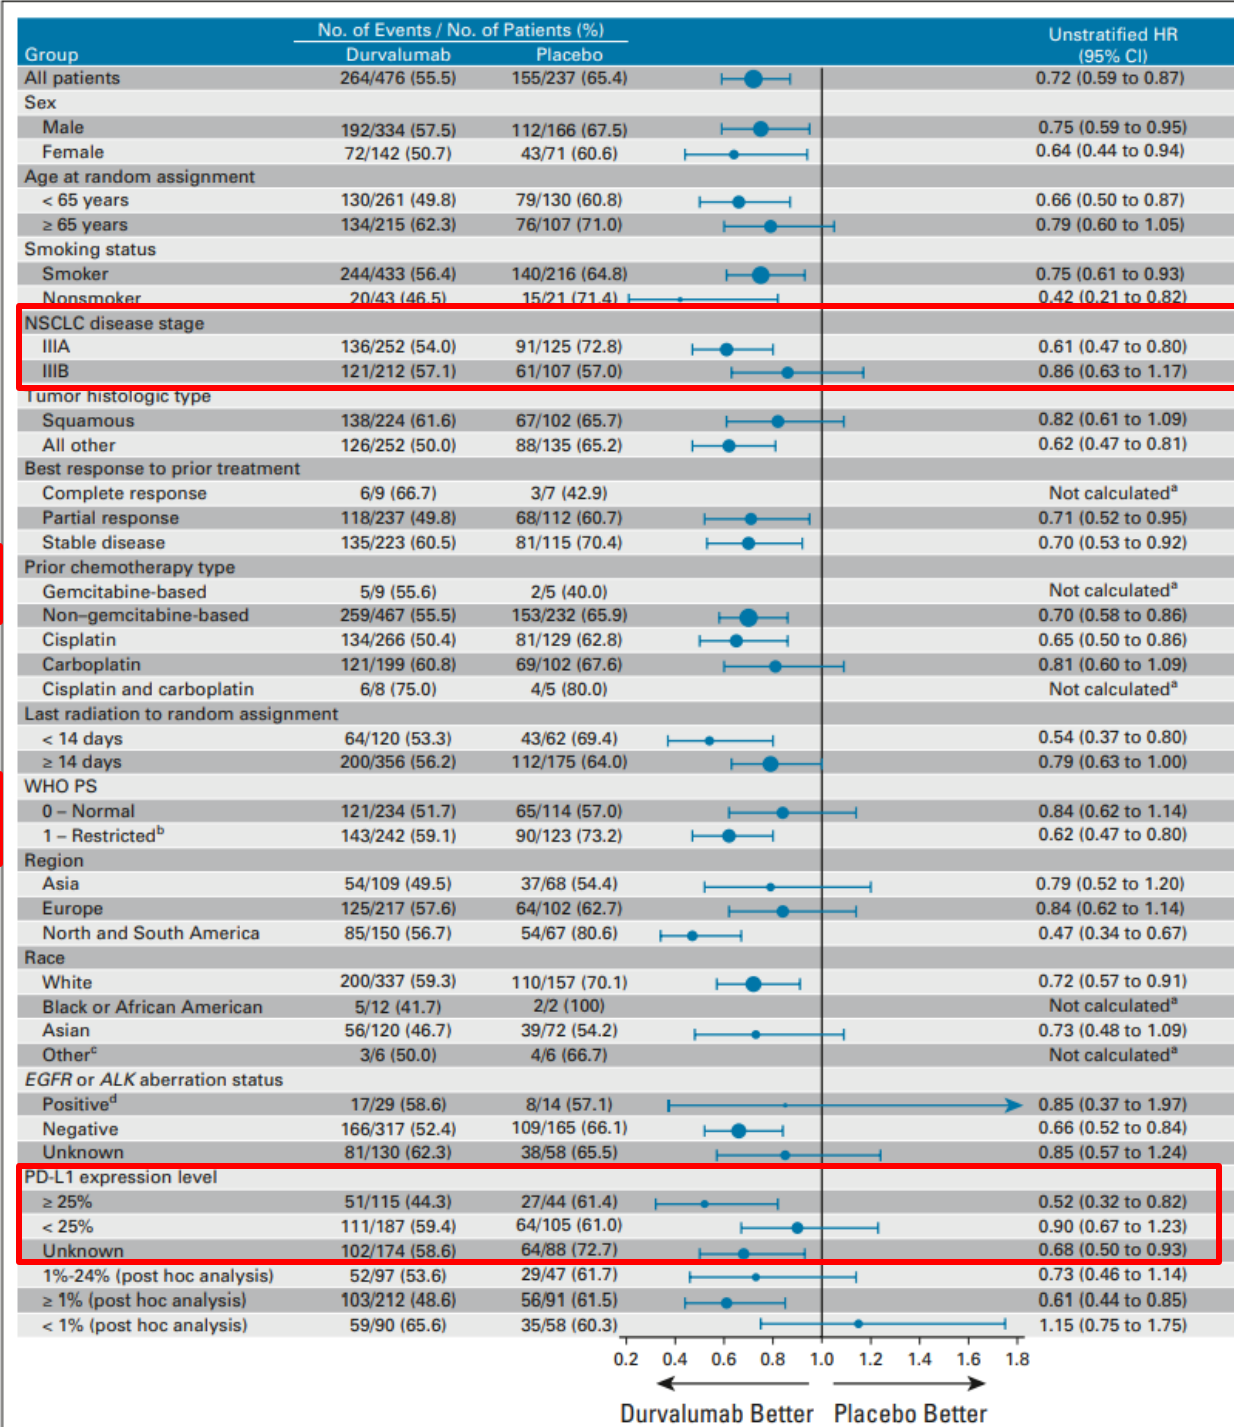 No. of Events / No. of Patients (%)
Unstratified HR
Group Durvalumab Placebo (95% CI)
All patients 264/476 (55.5) 155/237 (65.4) 0.72 (0.59 to 0.87)
Sex
Male 192/334 (57.5) 112/166 (67.5) 0.75 (0.59 to 0.95)
Female 72/142 (50.7) 43/71 (60.6) 0.64 (0.44 to 0.94)
Age at random assignment
< 65 years 130/261 (49.8) 79/130 (60.8) 0.66 (0.50 to 0.87)
≥ 65 years 134/215 (62.3) 76/107 (71.0) 0.79 (0.60 to 1.05)
Smoking status
Smoker 244/433 (56.4) 140/216 (64.8) 0.75 (0.61 to 0.93)
Nonsmoker 20/43 (46.5) 15/21 (71.4) 0.42 (0.21 to 0.82)
NSCLC disease stage
IIIA 136/252 (54.0) 91/125 (72.8) 0.61 (0.47 to 0.80)
IIIB 121/212 (57.1) 61/107 (57.0) 0.86 (0.63 to 1.17)
Tumor histologic type
Squamous 138/224 (61.6) 67/102 (65.7) 0.82 (0.61 to 1.09)
All other 126/252 (50.0) 88/135 (65.2) 0.62 (0.47 to 0.81)
Best response to prior treatment
Complete response 6/9 (66.7) 3/7 (42.9) Not calculatedᵃ
Partial response 118/237 (49.8) 68/112 (60.7) 0.71 (0.52 to 0.95)
Stable disease 135/223 (60.5) 81/115 (70.4) 0.70 (0.53 to 0.92)
Prior chemotherapy type
Gemcitabine-based 5/9 (55.6) 2/5 (40.0) Not calculatedᵃ
Non–gemcitabine-based 259/467 (55.5) 153/232 (65.9) 0.70 (0.58 to 0.86)
Cisplatin 134/266 (50.4) 81/129 (62.8) 0.65 (0.50 to 0.86)
Carboplatin 121/199 (60.8) 69/102 (67.6) 0.81 (0.60 to 1.09)
Cisplatin and carboplatin 6/8 (75.0) 4/5 (80.0) Not calculatedᵃ
Last radiation to random assignment
< 14 days 64/120 (53.3) 43/62 (69.4) 0.54 (0.37 to 0.80)
≥ 14 days 200/356 (56.2) 112/175 (64.0) 0.79 (0.63 to 1.00)
WHO PS
0 – Normal 121/234 (51.7) 65/114 (57.0) 0.84 (0.62 to 1.14)
1 – Restrictedᵇ 143/242 (59.1) 90/123 (73.2) 0.62 (0.47 to 0.80)
Region
Asia 54/109 (49.5) 37/68 (54.4) 0.79 (0.52 to 1.20)
Europe 125/217 (57.6) 64/102 (62.7) 0.84 (0.62 to 1.14)
North and South America 85/150 (56.7) 54/67 (80.6) 0.47 (0.34 to 0.67)
Race
White 200/337 (59.3) 110/157 (70.1) 0.72 (0.57 to 0.91)
Black or African American 5/12 (41.7) 2/2 (100) Not calculatedᵃ
Asian 56/120 (46.7) 39/72 (54.2) 0.73 (0.48 to 1.09)
Otherᶜ 3/6 (50.0) 4/6 (66.7) Not calculatedᵃ
EGFR or ALK aberration status
Positiveᵈ 17/29 (58.6) 8/14 (57.1) 0.85 (0.37 to 1.97)
Negative 166/317 (52.4) 109/165 (66.1) 0.66 (0.52 to 0.84)
Unknown 81/130 (62.3) 38/58 (65.5) 0.85 (0.57 to 1.24)
PD-L1 expression level
≥ 25% 51/115 (44.3) 27/44 (61.4) 0.52 (0.32 to 0.82)
< 25% 111/187 (59.4) 64/105 (61.0) 0.90 (0.67 to 1.23)
Unknown 102/174 (58.6) 64/88 (72.7) 0.68 (0.50 to 0.93)
1%-24% (post hoc analysis) 52/97 (53.6) 29/47 (61.7) 0.73 (0.46 to 1.14)
≥ 1% (post hoc analysis) 103/212 (48.6) 56/91 (61.5) 0.61 (0.44 to 0.85)
< 1% (post hoc analysis) 59/90 (65.6) 35/58 (60.3) 1.15 (0.75 to 1.75)
0.2 0.4 0.6 0.8 1.0 1.2 1.4 1.6 1.8
Durvalumab Better Placebo Better